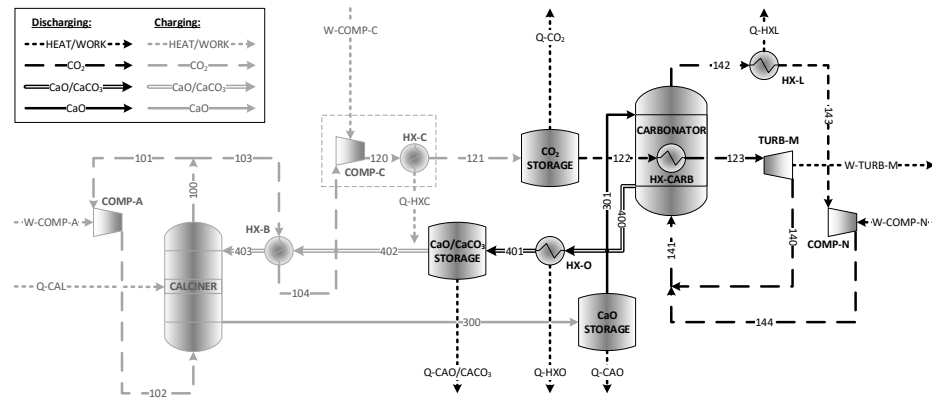 Discharging:
Charging:
HEAT/WORK
HEAT/WORK
CO₂
CO₂
CaO/CaCO₃
CaO/CaCO₃
CaO
CaO
W-COMP-C
Q-CO₂
Q-HXL
142
HX-L
143
HX-C
COMP-C
120
121
CO₂
STORAGE
122
CARBONATOR
HX-CARB
123
TURB-M
W-TURB-M
101
103
100
COMP-A
W-COMP-A
HX-B
Q-HXC
301
400
141
140
COMP-N
W-COMP-N
403
402
CaO/CaCO₃
STORAGE
401
HX-O
104
Q-CAL
CALCINER
300
CaO
STORAGE
144
102
Q-CAO/CACO₃
Q-HXO
Q-CAO